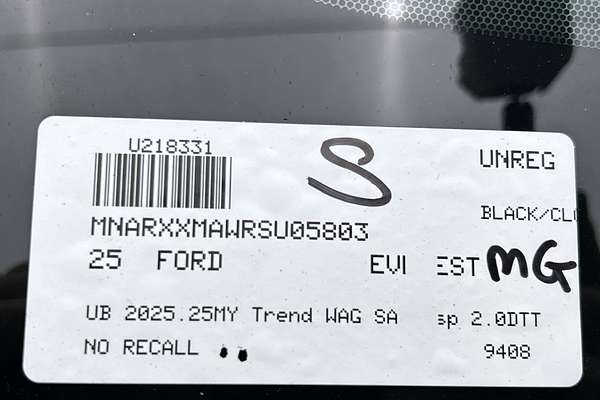 U218331
S
UNREG
BLACK/CL
MNARXXMAWRSU05803
25 FORD EVI EST MG
UB 2025.25MY Trend WAG SA sp 2.0DTT
NO RECALL 9408